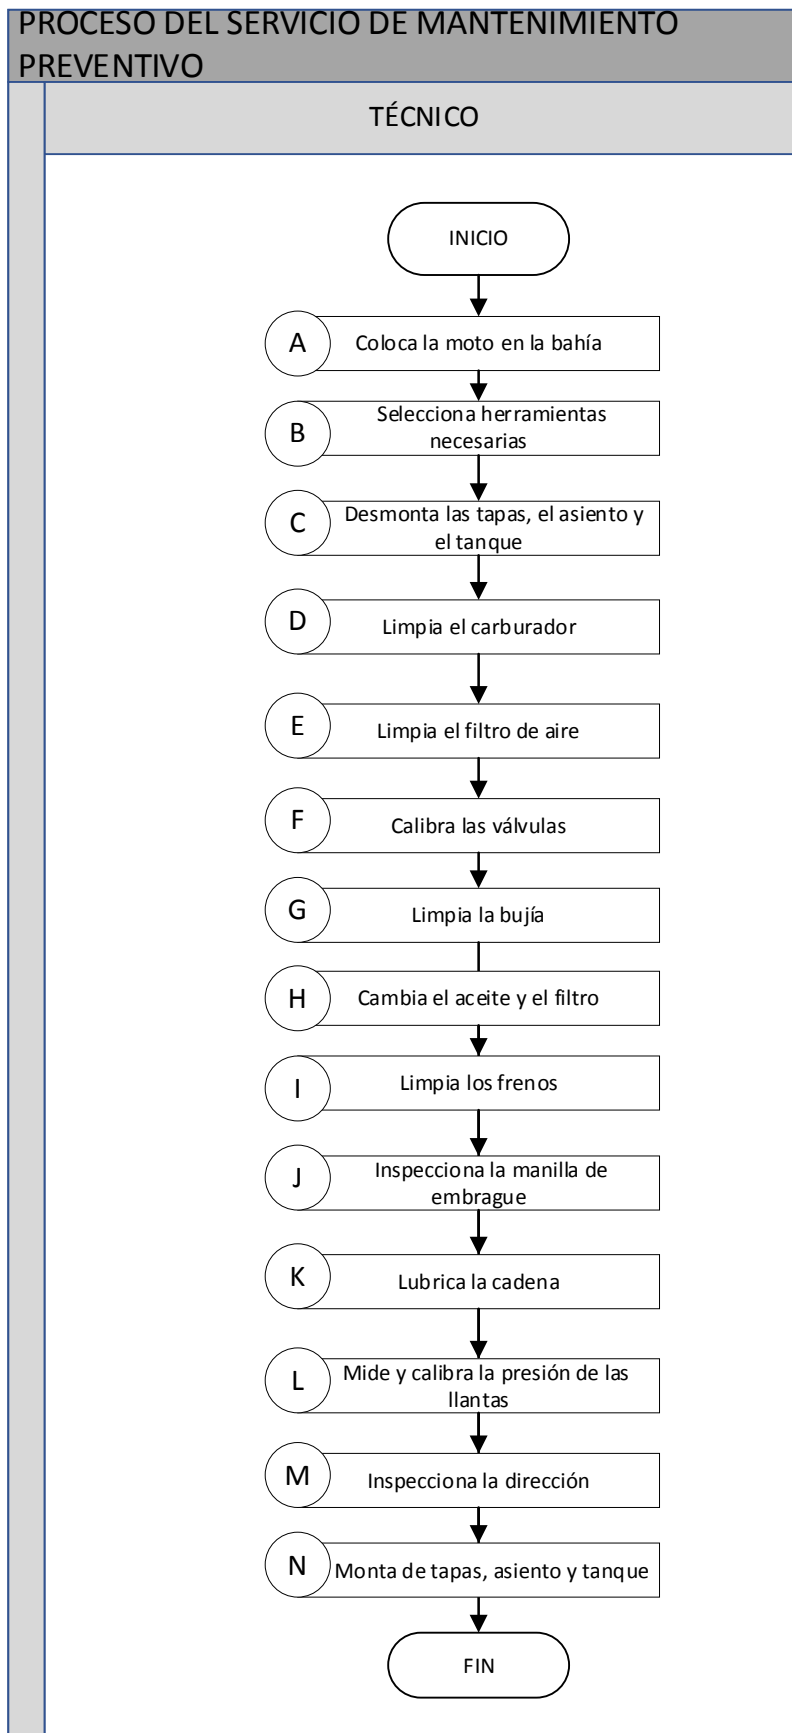 PROCESO DEL SERVICIO DE MANTENIMIENTO
PREVENTIVO
TÉCNICO
INICIO
A
Coloca la moto en la bahía
B
Selecciona herramientas
necesarias
C
Desmonta las tapas, el asiento y
el tanque
D
Limpia el carburador
E
Limpia el filtro de aire
F
Calibra las válvulas
G
Limpia la bujía
H
Cambia el aceite y el filtro
I
Limpia los frenos
J
Inspecciona la manilla de
embrague
K
Lubrica la cadena
L
Mide y calibra la presión de las
llantas
M
Inspecciona la dirección
N
Monta de tapas, asiento y tanque
FIN